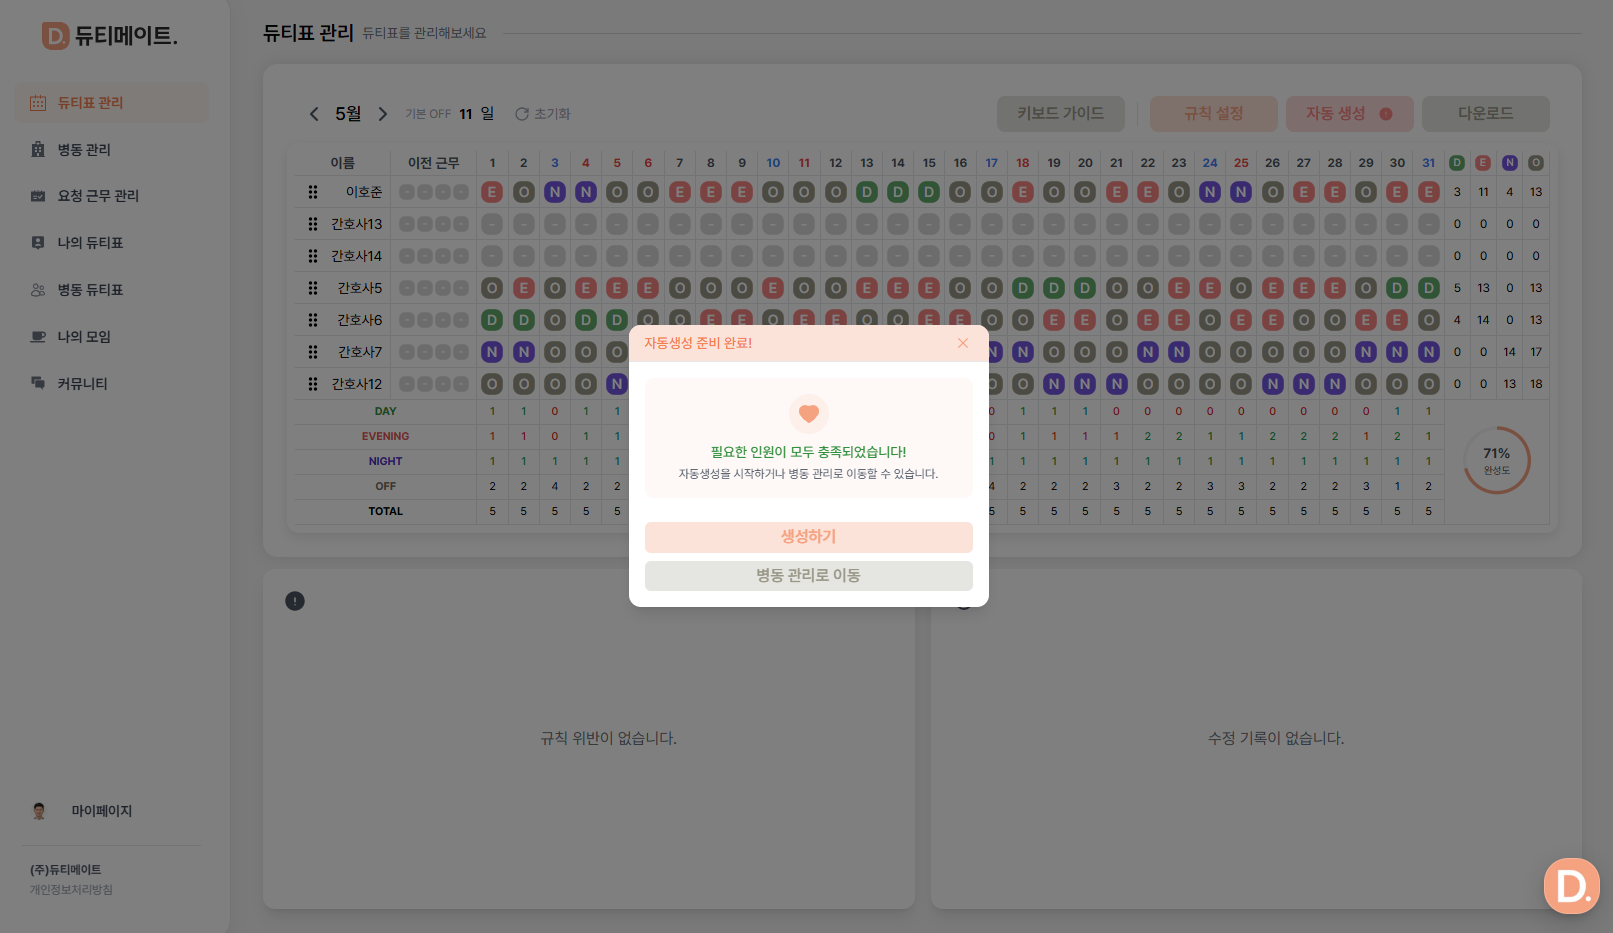 D. 듀티메이트.
듀티표 관리
병동 관리
요청 근무 관리
나의 듀티표
병동 듀티표
나의 모임
커뮤니티
마이페이지
(주)듀티메이트
개인정보처리방침
듀티표 관리 듀티표를 관리해보세요
5월 기본 OFF 11 일 초기화 키보드 가이드 규칙 설정 자동 생성 ! 다운로드
이름 이전 근무 1 2 3 4 5 6 7 8 9 10 11 12 13 14 15 16 17 18 19 20 21 22 23 24 25 26 27 28 29 30 31 D E N O
이호준 - - - - E O N N O O E E E O O O D D D O O E O O E E O N N O E E O E E 3 11 4 13
간호사13 - - - - - - - - - - - - - - - - - - - - - - - - - - - - - - - - - - - 0 0 0 0
간호사14 - - - - - - - - - - - - - - - - - - - - - - - - - - - - - - - - - - - 0 0 0 0
간호사5 - - - - O E O E E E O O O E O O E E E O O D D D O E E O E E E O D D 5 13 0 13
간호사6 - - - - D D O D D O O E E O E E O E E O O E E O E E O E E O O E E O 4 14 0 13
간호사7 - - - - N N O O O N N O O O N N O O O O O N N N 0 0 14 17
간호사12 - - - - O O O O N O O N N N O O O O N N N O O O 0 0 13 18
DAY 1 1 0 1 1 0 1 1 1 0 0 0 0 0 0 0 0 0 1 1
EVENING 1 1 0 1 1 0 1 1 1 1 2 2 1 1 2 2 2 1 2 1
NIGHT 1 1 1 1 1 1 1 1 1 1 1 1 1 1 1 1 1 1 1 1
OFF 2 2 4 2 2 4 2 2 2 3 2 2 3 3 2 2 2 3 1 2
TOTAL 5 5 5 5 5 5 5 5 5 5 5 5 5 5 5 5 5 5 5 5
71%
완성도
자동생성 준비 완료!
필요한 인원이 모두 충족되었습니다!
자동생성을 시작하거나 병동 관리로 이동할 수 있습니다.
생성하기
병동 관리로 이동
규칙 위반이 없습니다.
수정 기록이 없습니다.
D.